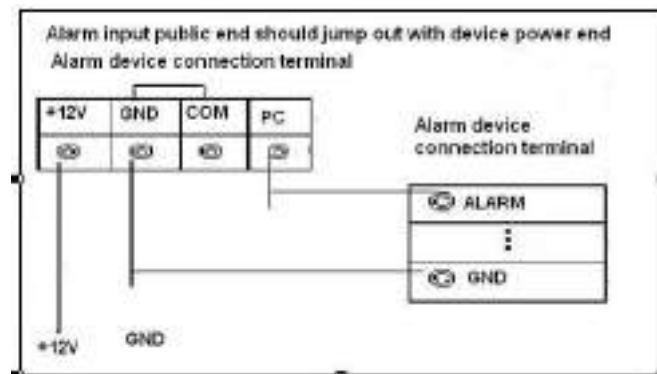 Alarm input public end should jump out with device power end
Alarm device connection terminal
+12V GND COM PC
Alarm device
connection terminal
ALARM
GND
+12V GND